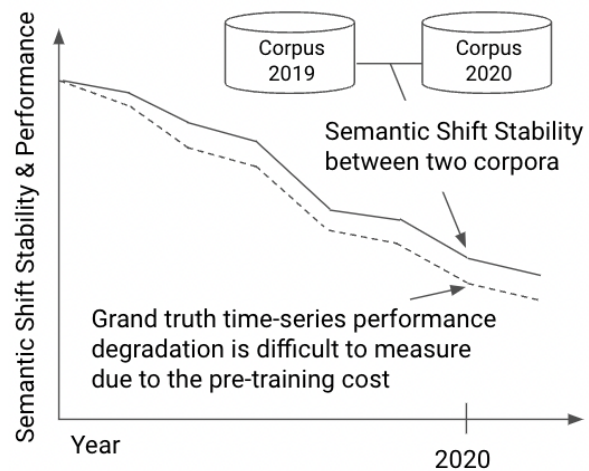 Semantic Shift Stability & Performance
Corpus
2019
Corpus
2020
Semantic Shift Stability
between two corpora
Grand truth time-series performance
degradation is difficult to measure
due to the pre-training cost
Year
2020